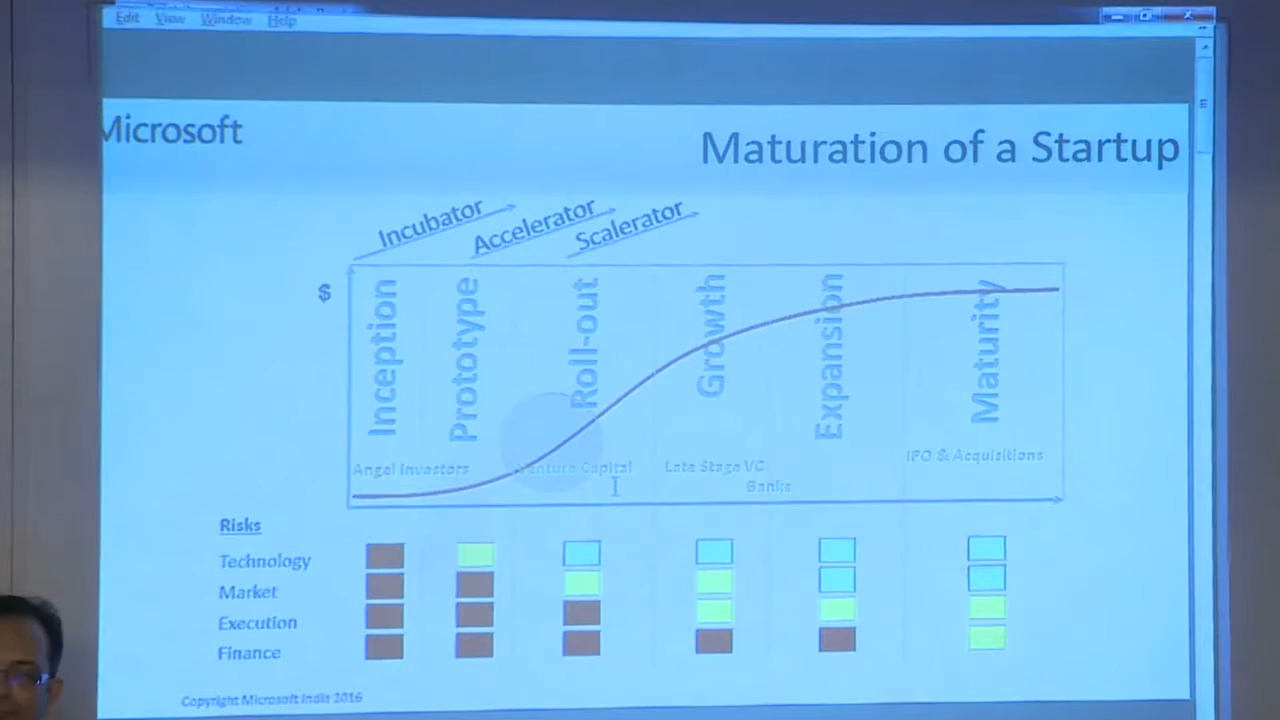 Edit View Window Help
Microsoft
Maturation of a Startup
Incubator
Accelerator
Scalerator
$
Inception
Prototype
Roll-out
Growth
Expansion
Maturity
Angel Investors
Venture Capital
Late Stage VC
Banks
IPO & Acquisitions
Risks
Technology
Market
Execution
Finance
Copyright Microsoft India 2016